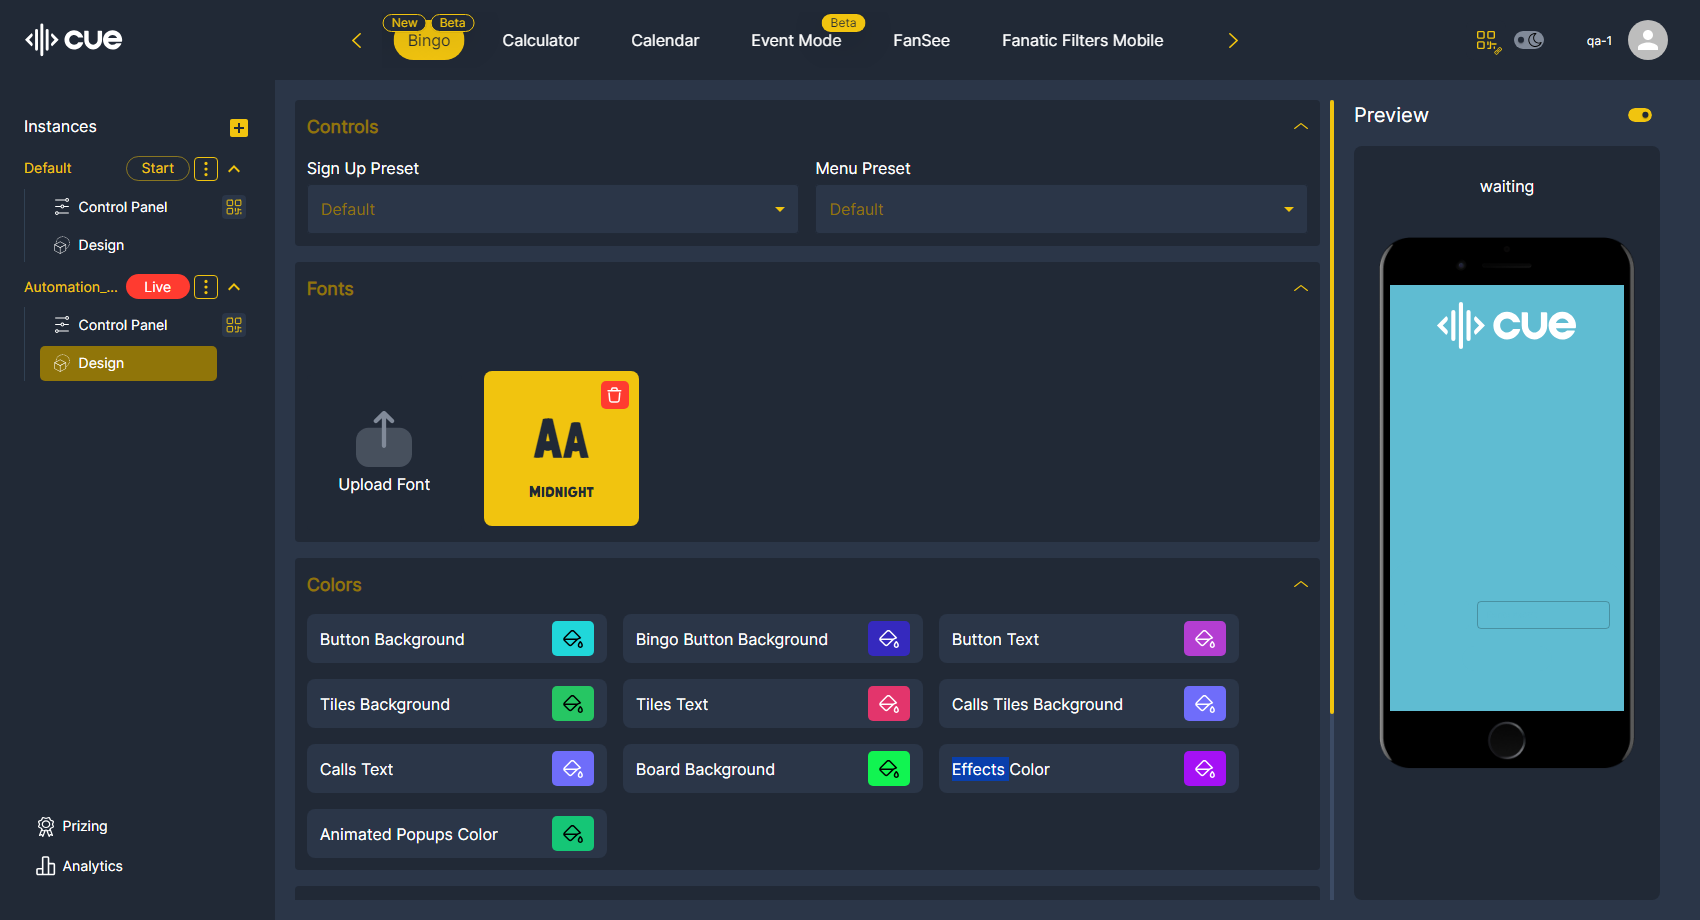 cue
New
Beta
Bingo
Calculator
Calendar
Beta
Event Mode
FanSee
Fanatic Filters Mobile
qa-1
Instances
Default
Start
Control Panel
Design
Automation_...
Live
Control Panel
Design
Prizing
Analytics
Controls
Sign Up Preset
Menu Preset
Default
Default
Fonts
Upload Font
AA
MIDNIGHT
Colors
Button Background
Bingo Button Background
Button Text
Tiles Background
Tiles Text
Calls Tiles Background
Calls Text
Board Background
Effects Color
Animated Popups Color
Preview
waiting
cue